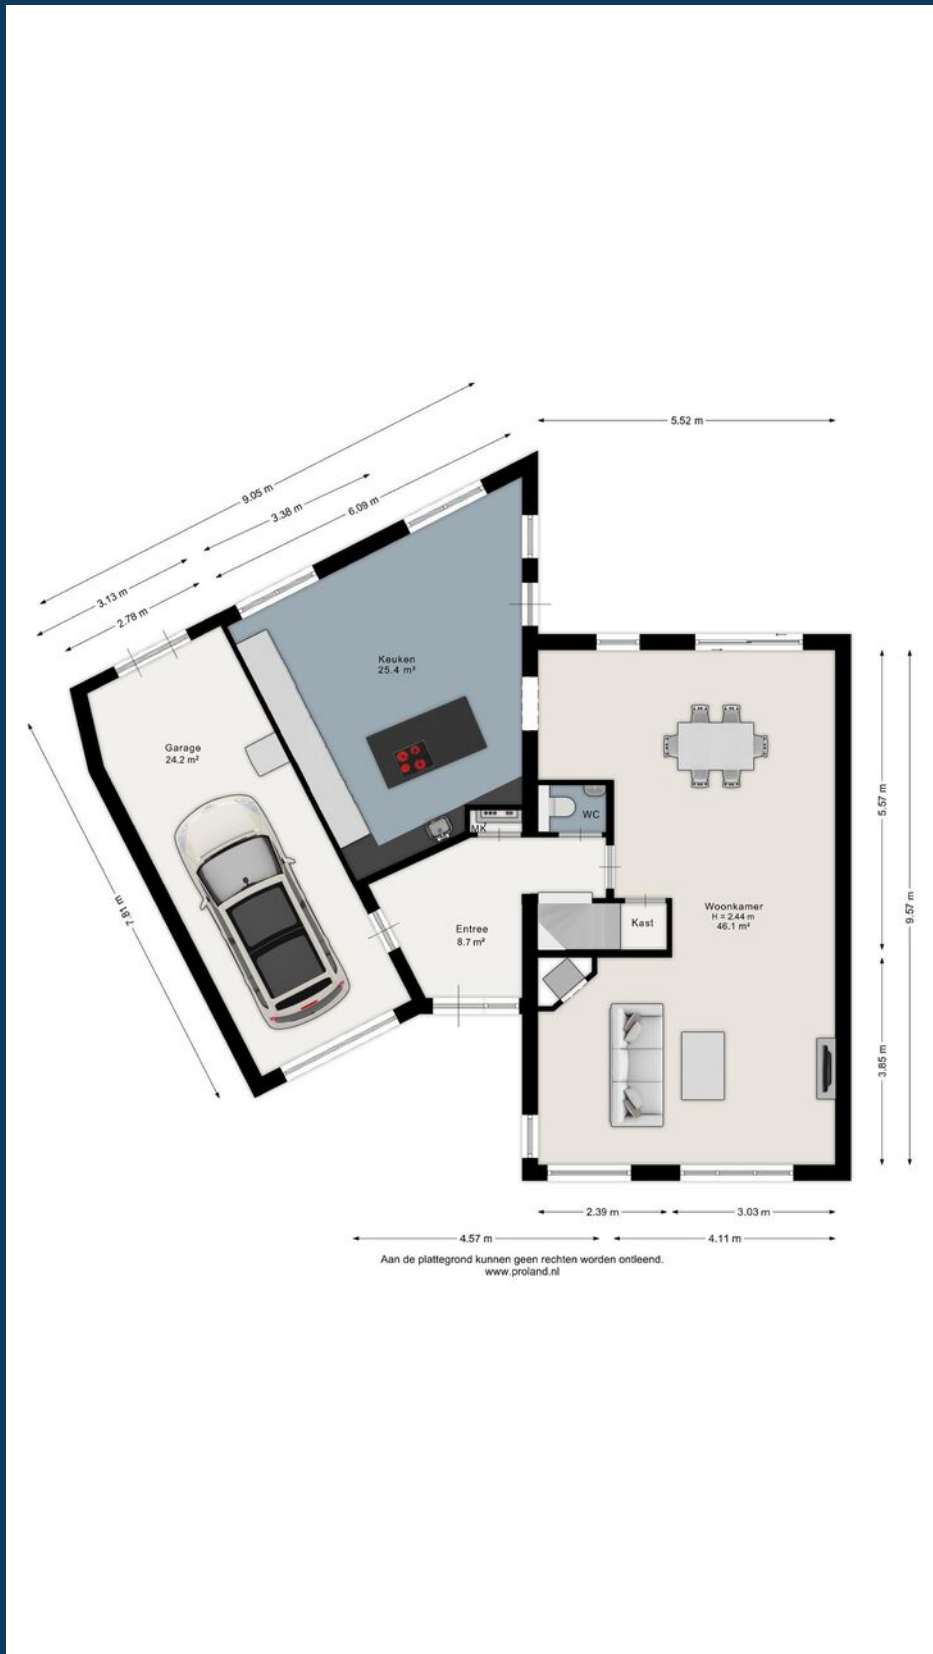 5.52 m
9.05 m
3.38 m
6.09 m
3.13 m
2.78 m
Keuken
25.4 m²
Garage
24.2 m²
5.57 m
MK
WC
7.81 m
Woonkamer
H = 2.44 m
46.1 m²
Kast
Entree
8.7 m²
9.57 m
3.85 m
2.39 m
3.03 m
4.57 m
4.11 m
Aan de plattegrond kunnen geen rechten worden ontleend.
www.proland.nl